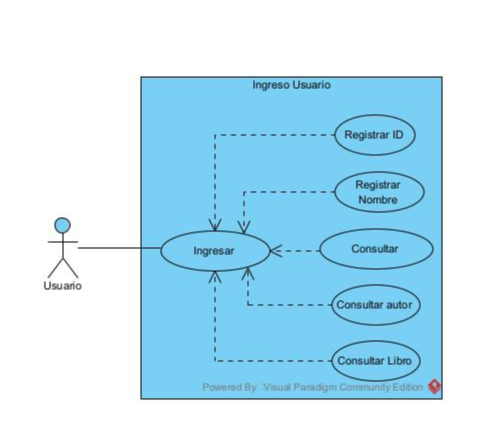 Ingreso Usuario
Registrar ID
Registrar
Nombre
Ingresar
Consultar
Usuario
Consultar autor
Consultar Libro
Powered By: Visual Paradigm Community Edition